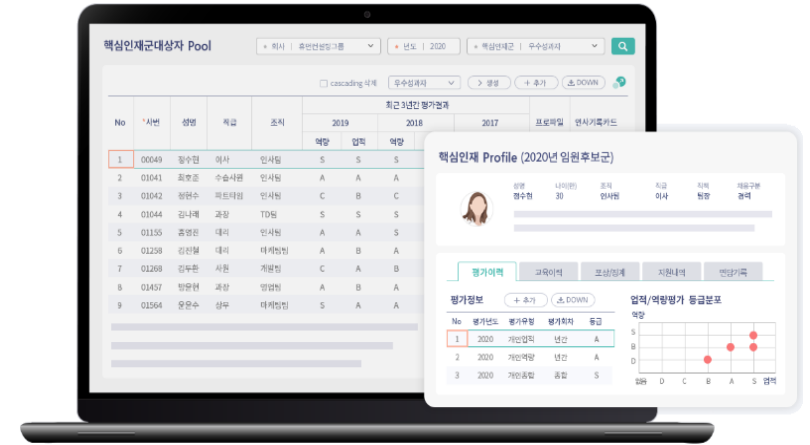 핵심인재군대상자 Pool
회사 | 휴먼컨설팅그룹
년도 | 2020
핵심인재군 | 우수성과자
cascading 삭제
우수성과자
생성
추가
DOWN
최근 3년간 평가결과
No *사번 성명 직급 조직 2019 2018 2017 프로파일 인사기록카드
역량 업적 역량
1 00049 정수현 이사 인사팀 S S S
2 01041 최호준 수습사원 인사팀 A A A
3 01042 정현수 파트타임 인사팀 C B C
4 01044 김나래 과장 TD팀 S S S
5 01155 홍영진 대리 인사팀 A A S
6 01258 김진철 대리 마케팅팀 A B A
7 01268 김두환 사원 개발팀 C A B
8 01457 방윤현 과장 영업팀 A B A
9 01564 윤윤수 상무 마케팅팀 S A A
핵심인재 Profile (2020년 임원후보군)
성명 나이(만) 조직 직급 직책 채용구분
정수현 30 인사팀 이사 팀장 경력
평가이력 교육이력 포상/징계 지원내역 면담기록
평가정보
추가
DOWN
No 평가년도 평가유형 평가회차 등급
1 2020 개인업적 년간 A
2 2020 개인역량 년간 A
3 2020 개인종합 종합 S
업적/역량평가 등급분포
역량
S
B
D
없음 D C B A S 업적